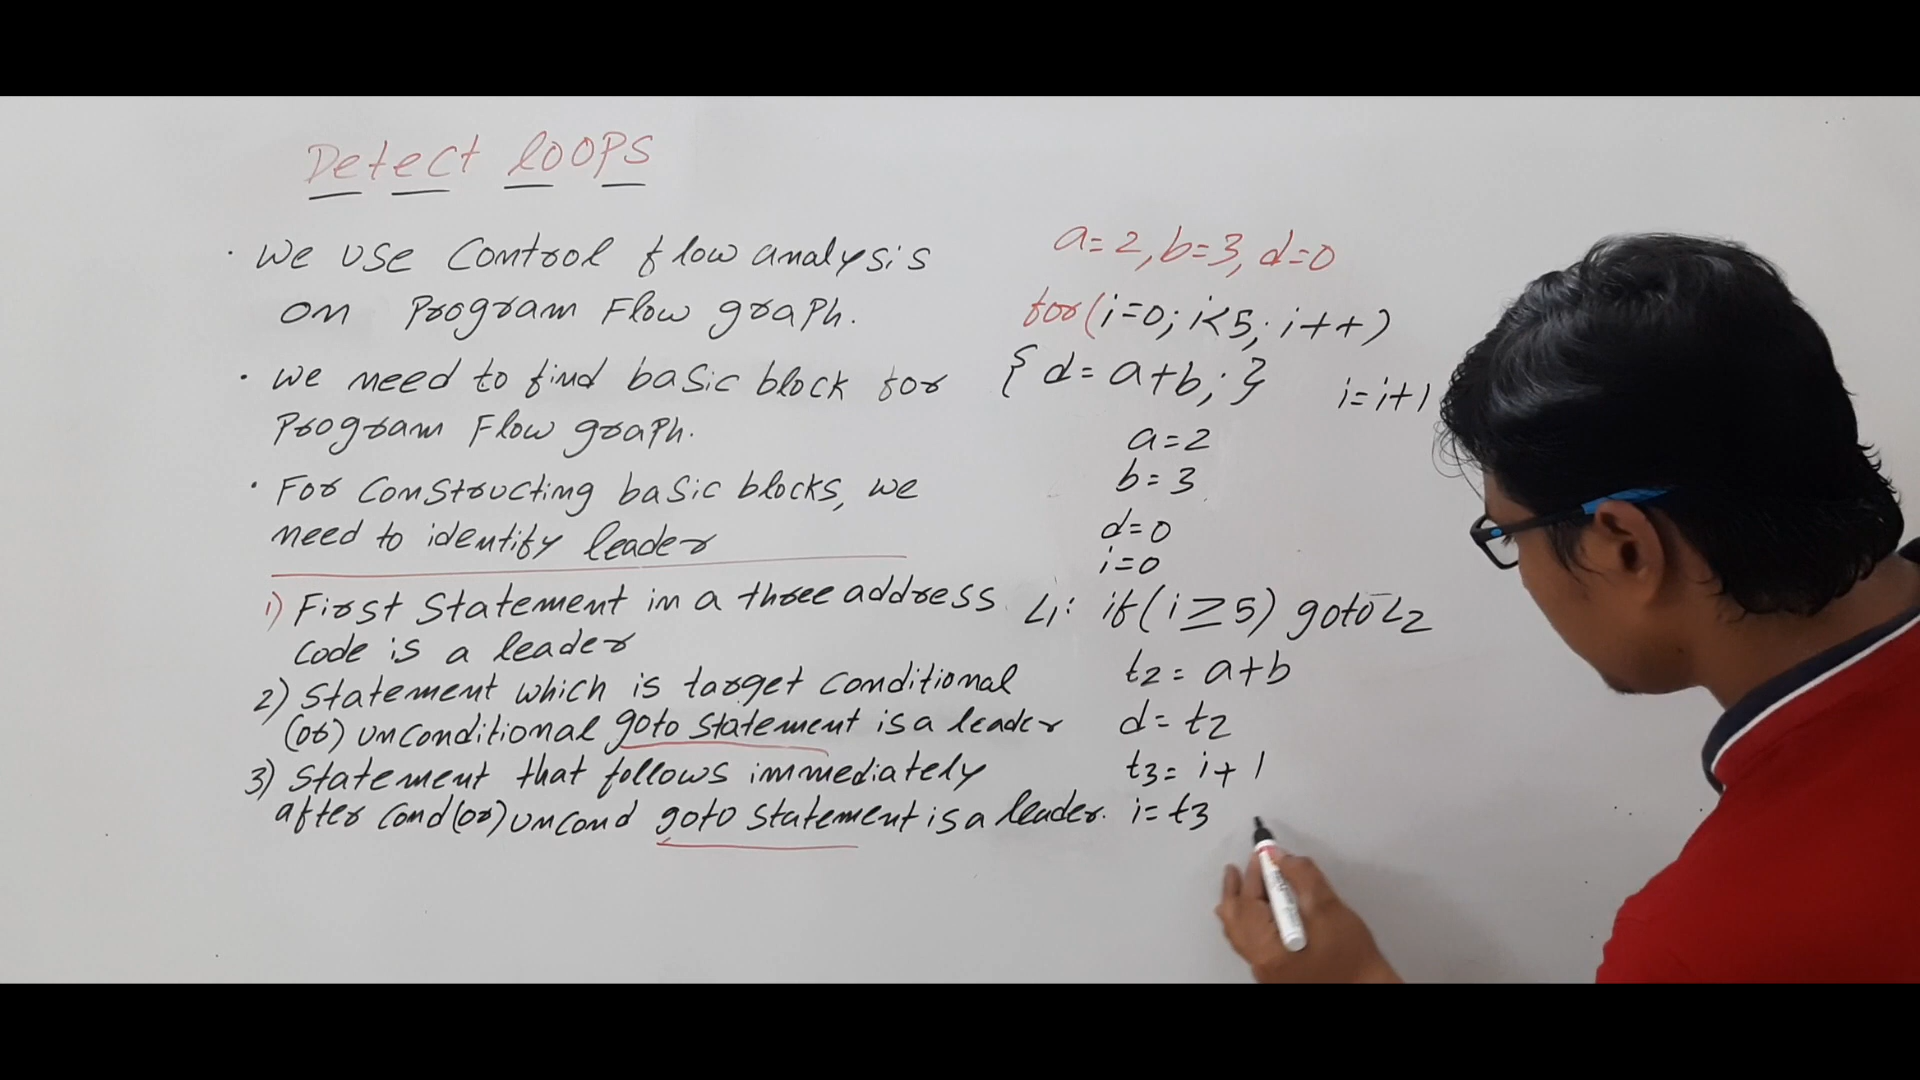 Detect LOOPS
· We use Control flow analysis
on Program Flow graph.
· we need to find basic block for
Program Flow graph.
· For Constructing basic blocks, we
need to identify leader
1) First Statement in a three address
Code is a leader
2) Statement which is target Conditional
(or) unconditional goto statement is a leader
3) Statement that follows immediately
after cond (or) uncond goto statement is a leader.
a=2, b=3, d=0
for(i=0; i<5; i++)
{ d= a+b; }
i=i+1
a=2
b=3
d=0
i=0
L1: if(i≥5) goto L2
t2= a+b
d= t2
t3= i+1
i= t3